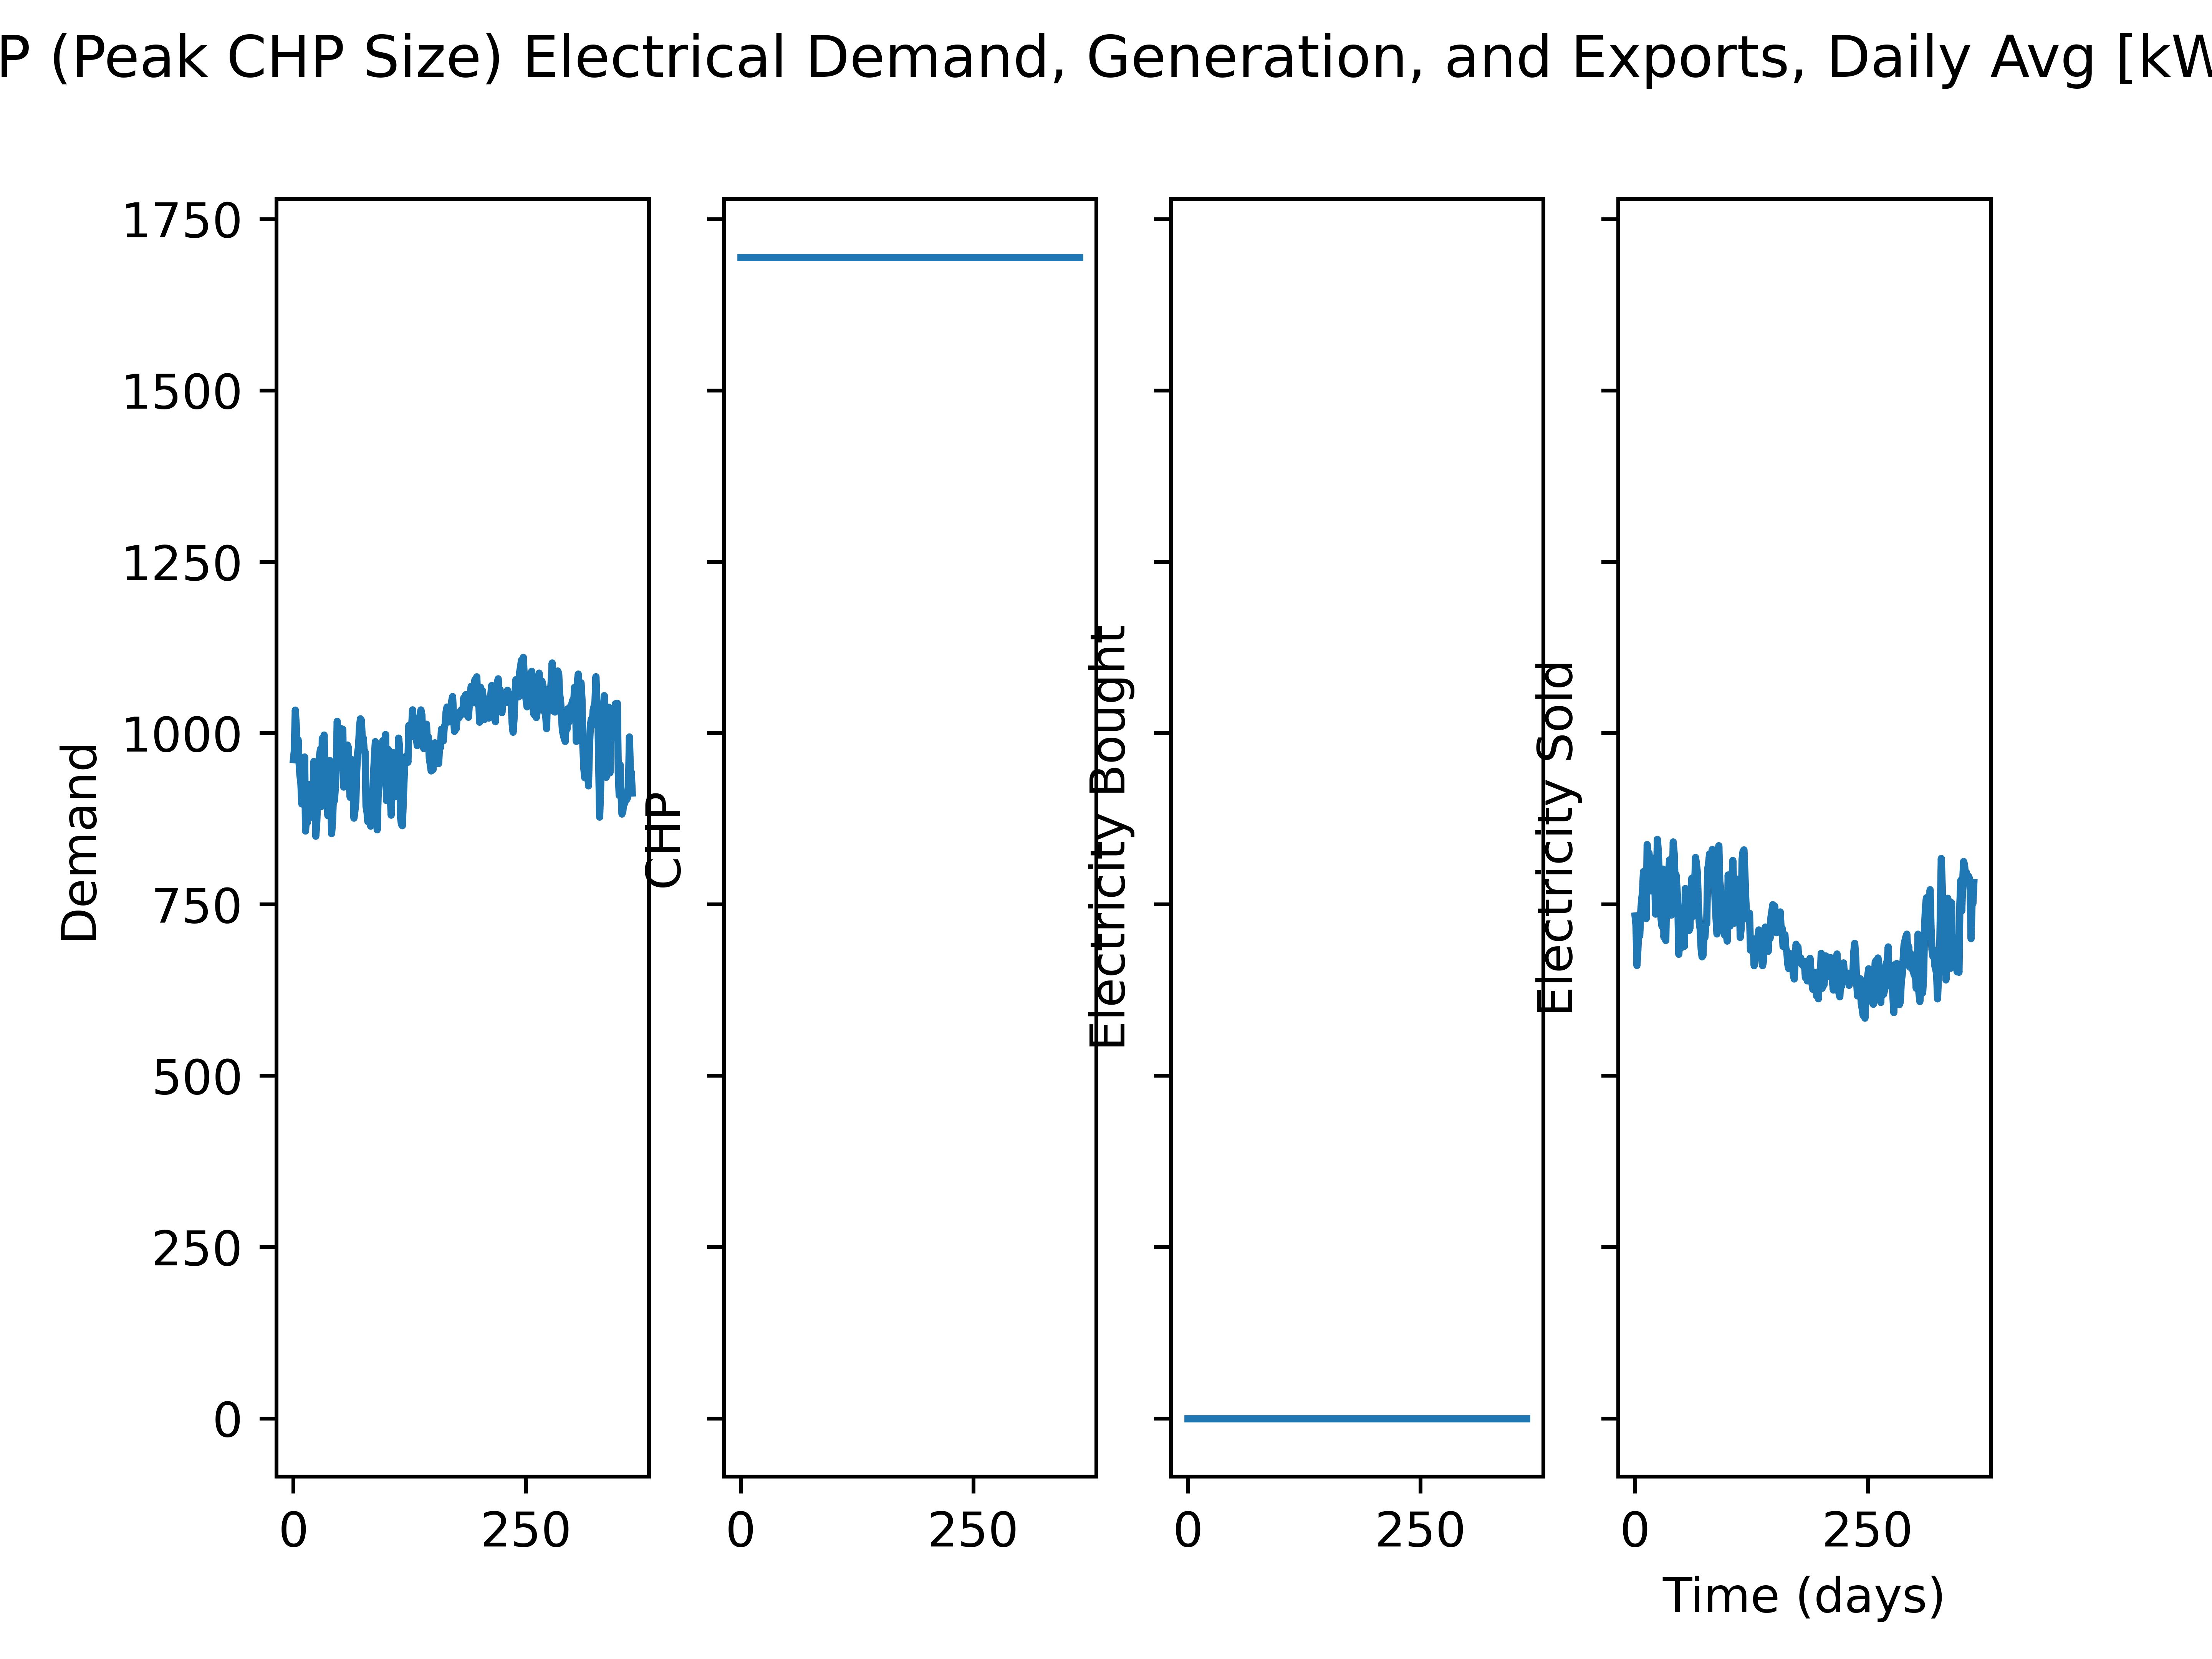 P (Peak CHP Size) Electrical Demand, Generation, and Exports, Daily Avg [kW
1750
1500
1250
1000
750
500
250
0
Demand
CHP
Electricity Bought
Electricity Sold
0 250
0 250
0 250
0 250
Time (days)